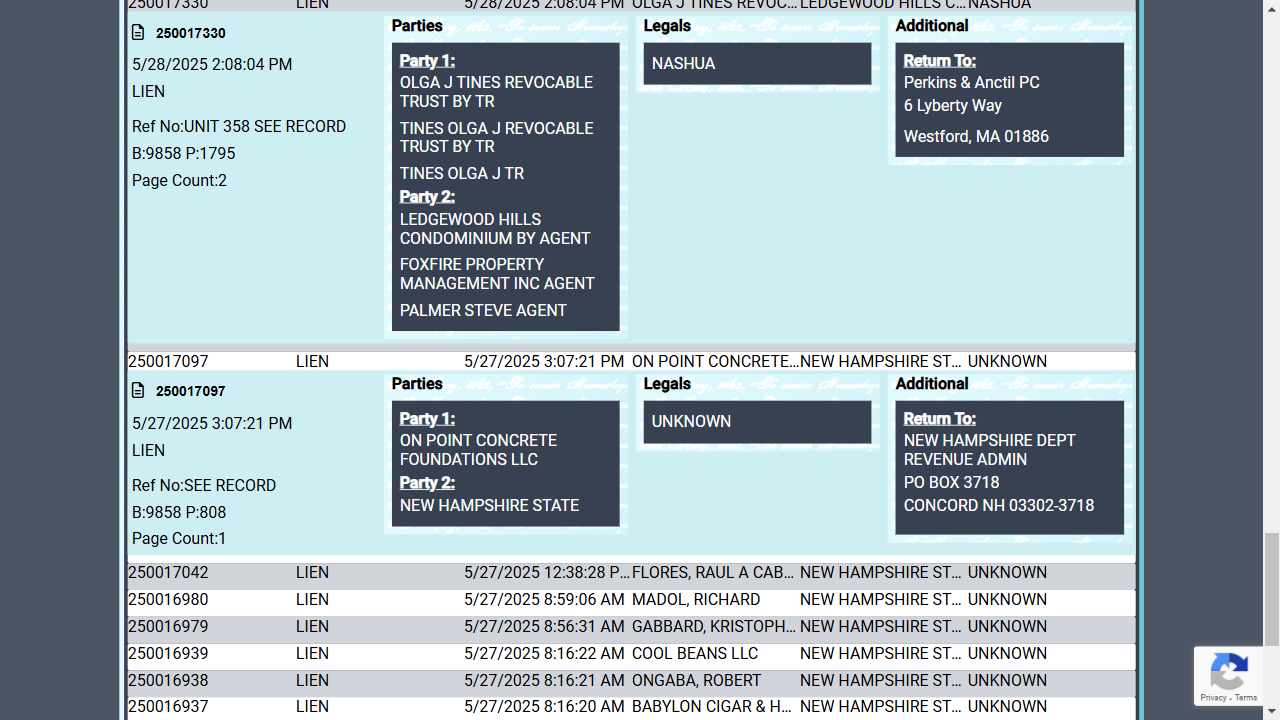 250017330 LIEN 5/28/2025 2:08:04 PM OLGA J TINES REVOC... LEDGEWOOD HILLS C... NASHUA
250017330
5/28/2025 2:08:04 PM
LIEN
Ref No:UNIT 358 SEE RECORD
B:9858 P:1795
Page Count:2
Parties
Party 1:
OLGA J TINES REVOCABLE
TRUST BY TR
TINES OLGA J REVOCABLE
TRUST BY TR
TINES OLGA J TR
Party 2:
LEDGEWOOD HILLS
CONDOMINIUM BY AGENT
FOXFIRE PROPERTY
MANAGEMENT INC AGENT
PALMER STEVE AGENT
Legals
NASHUA
Additional
Return To:
Perkins & Anctil PC
6 Lyberty Way
Westford, MA 01886
250017097 LIEN 5/27/2025 3:07:21 PM ON POINT CONCRETE... NEW HAMPSHIRE ST... UNKNOWN
250017097
5/27/2025 3:07:21 PM
LIEN
Ref No:SEE RECORD
B:9858 P:808
Page Count:1
Parties
Party 1:
ON POINT CONCRETE
FOUNDATIONS LLC
Party 2:
NEW HAMPSHIRE STATE
Legals
UNKNOWN
Additional
Return To:
NEW HAMPSHIRE DEPT
REVENUE ADMIN
PO BOX 3718
CONCORD NH 03302-3718
250017042 LIEN 5/27/2025 12:38:28 P... FLORES, RAUL A CAB... NEW HAMPSHIRE ST... UNKNOWN
250016980 LIEN 5/27/2025 8:59:06 AM MADOL, RICHARD NEW HAMPSHIRE ST... UNKNOWN
250016979 LIEN 5/27/2025 8:56:31 AM GABBARD, KRISTOPH... NEW HAMPSHIRE ST... UNKNOWN
250016939 LIEN 5/27/2025 8:16:22 AM COOL BEANS LLC NEW HAMPSHIRE ST... UNKNOWN
250016938 LIEN 5/27/2025 8:16:21 AM ONGABA, ROBERT NEW HAMPSHIRE ST... UNKNOWN
250016937 LIEN 5/27/2025 8:16:20 AM BABYLON CIGAR & H... NEW HAMPSHIRE ST... UNKNOWN
Privacy - Terms